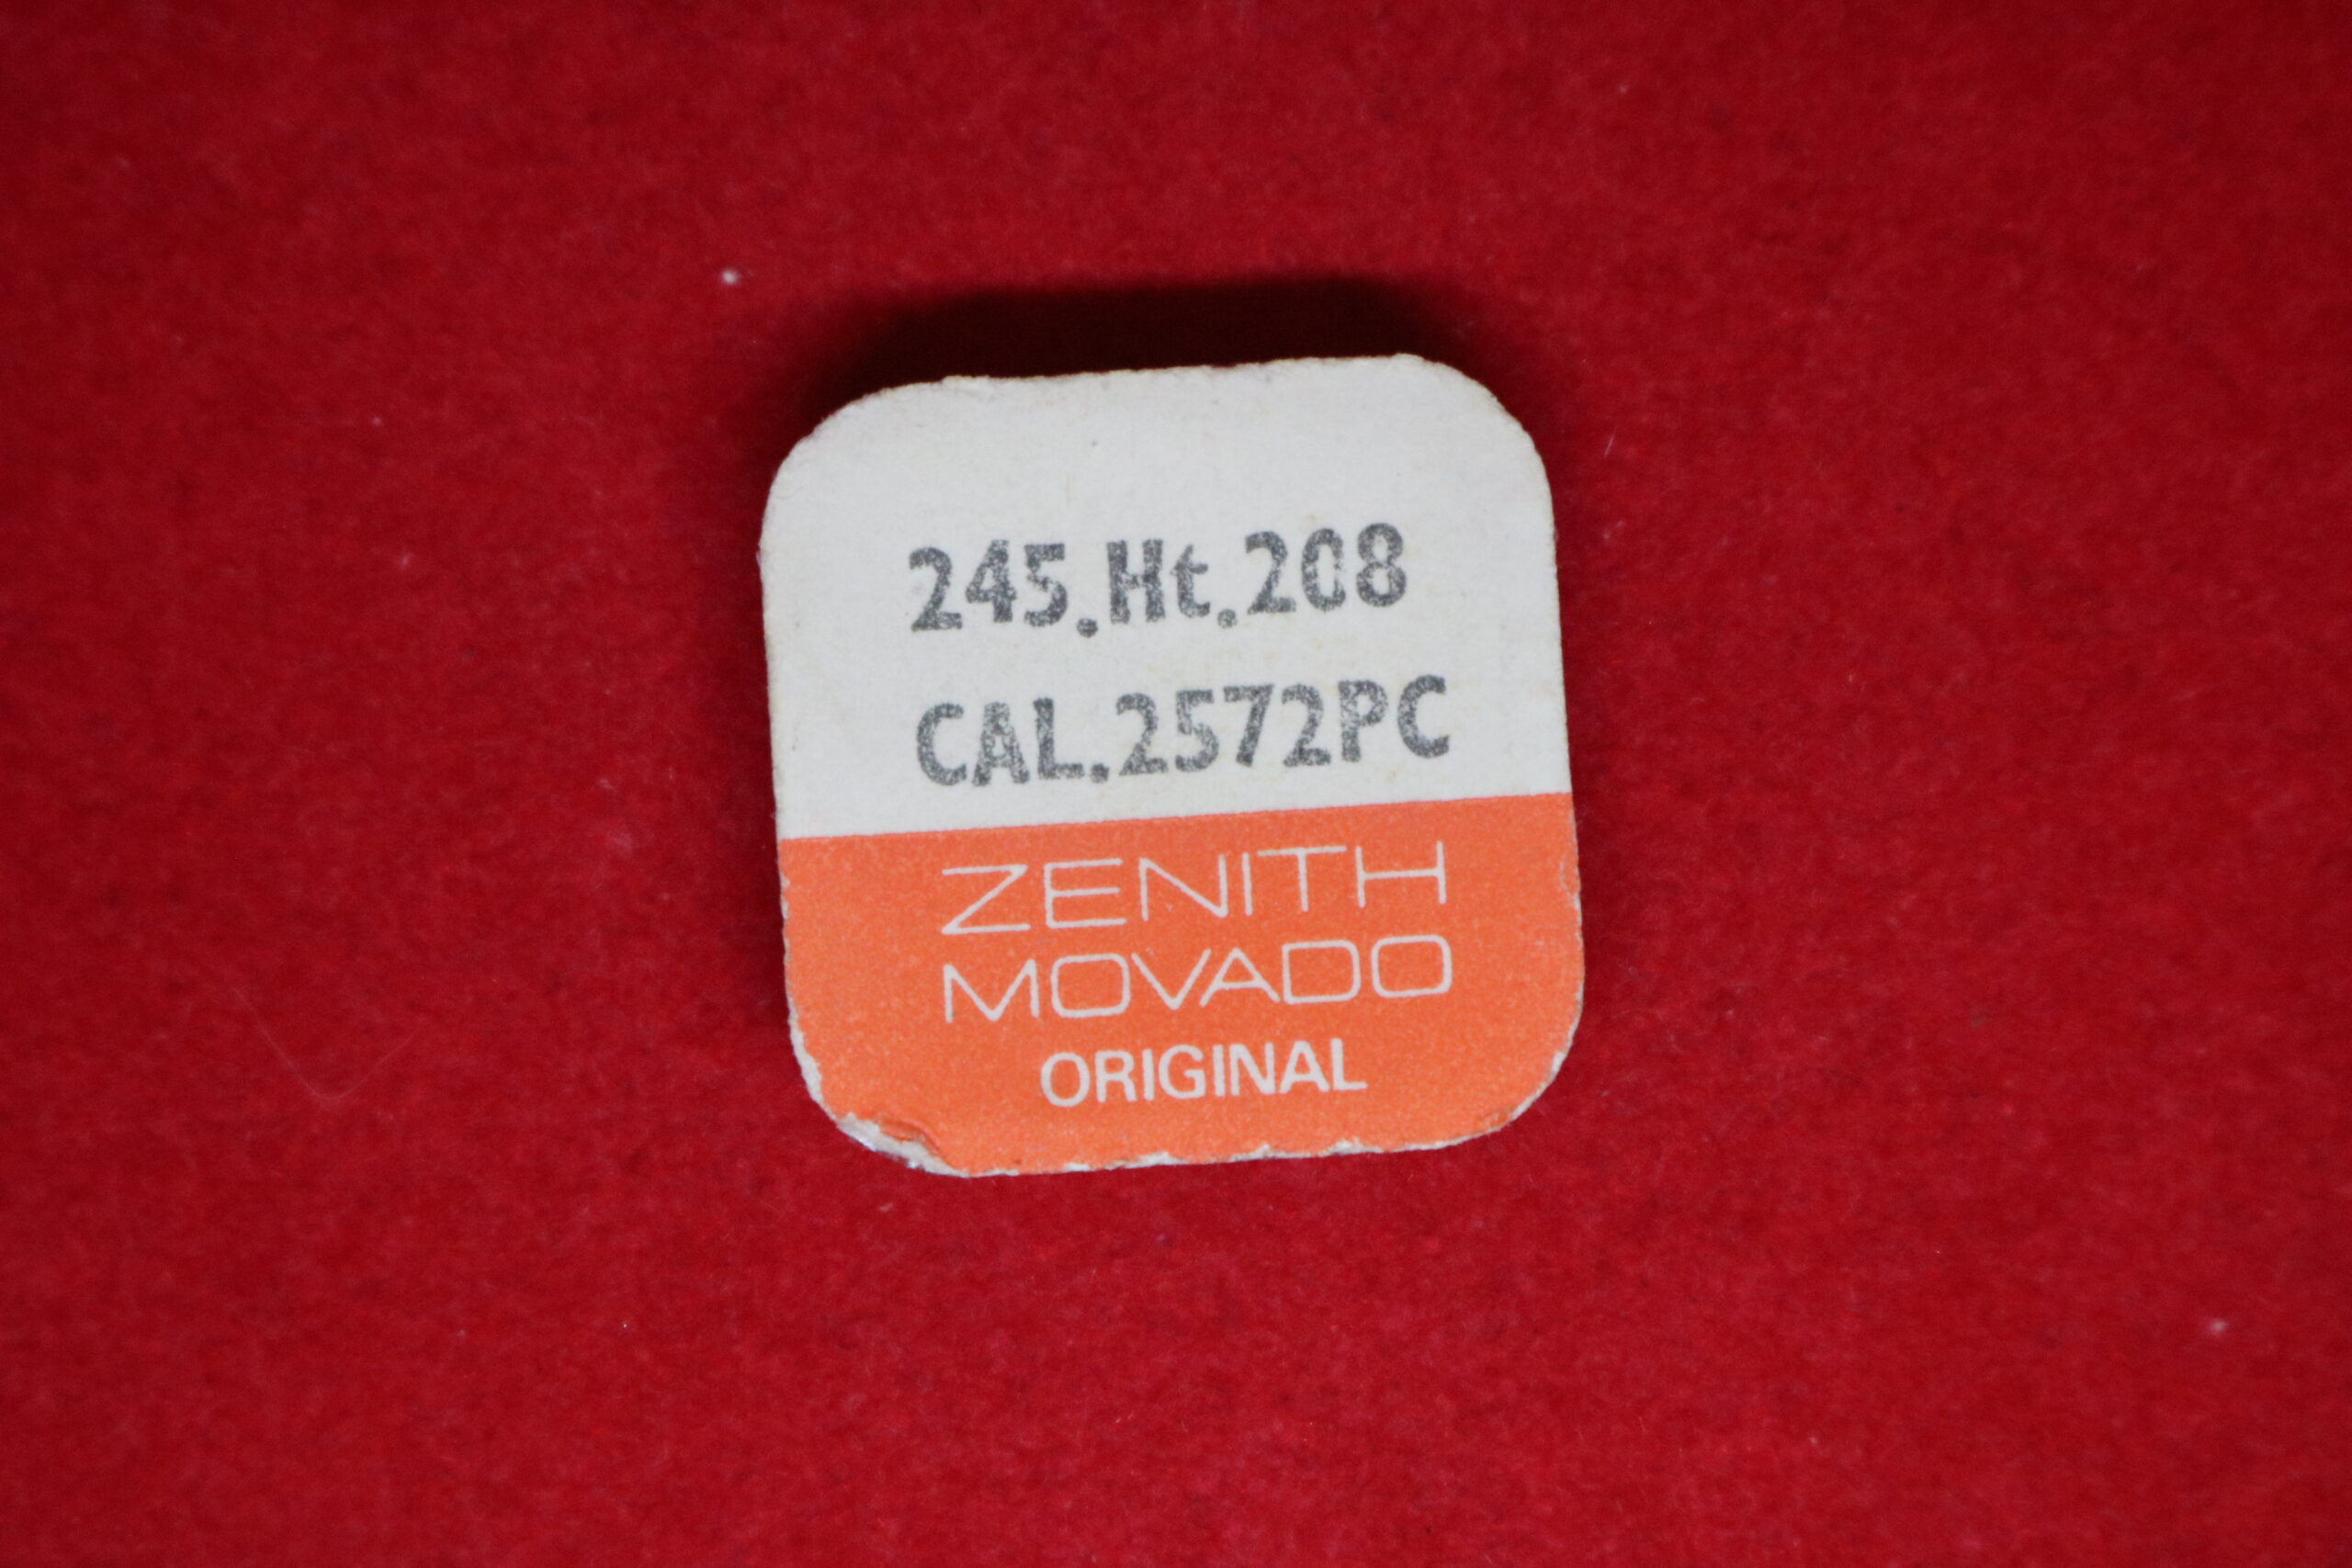 245.Ht.208
CAL.2572PC
ZENITH
MOVADO
ORIGINAL